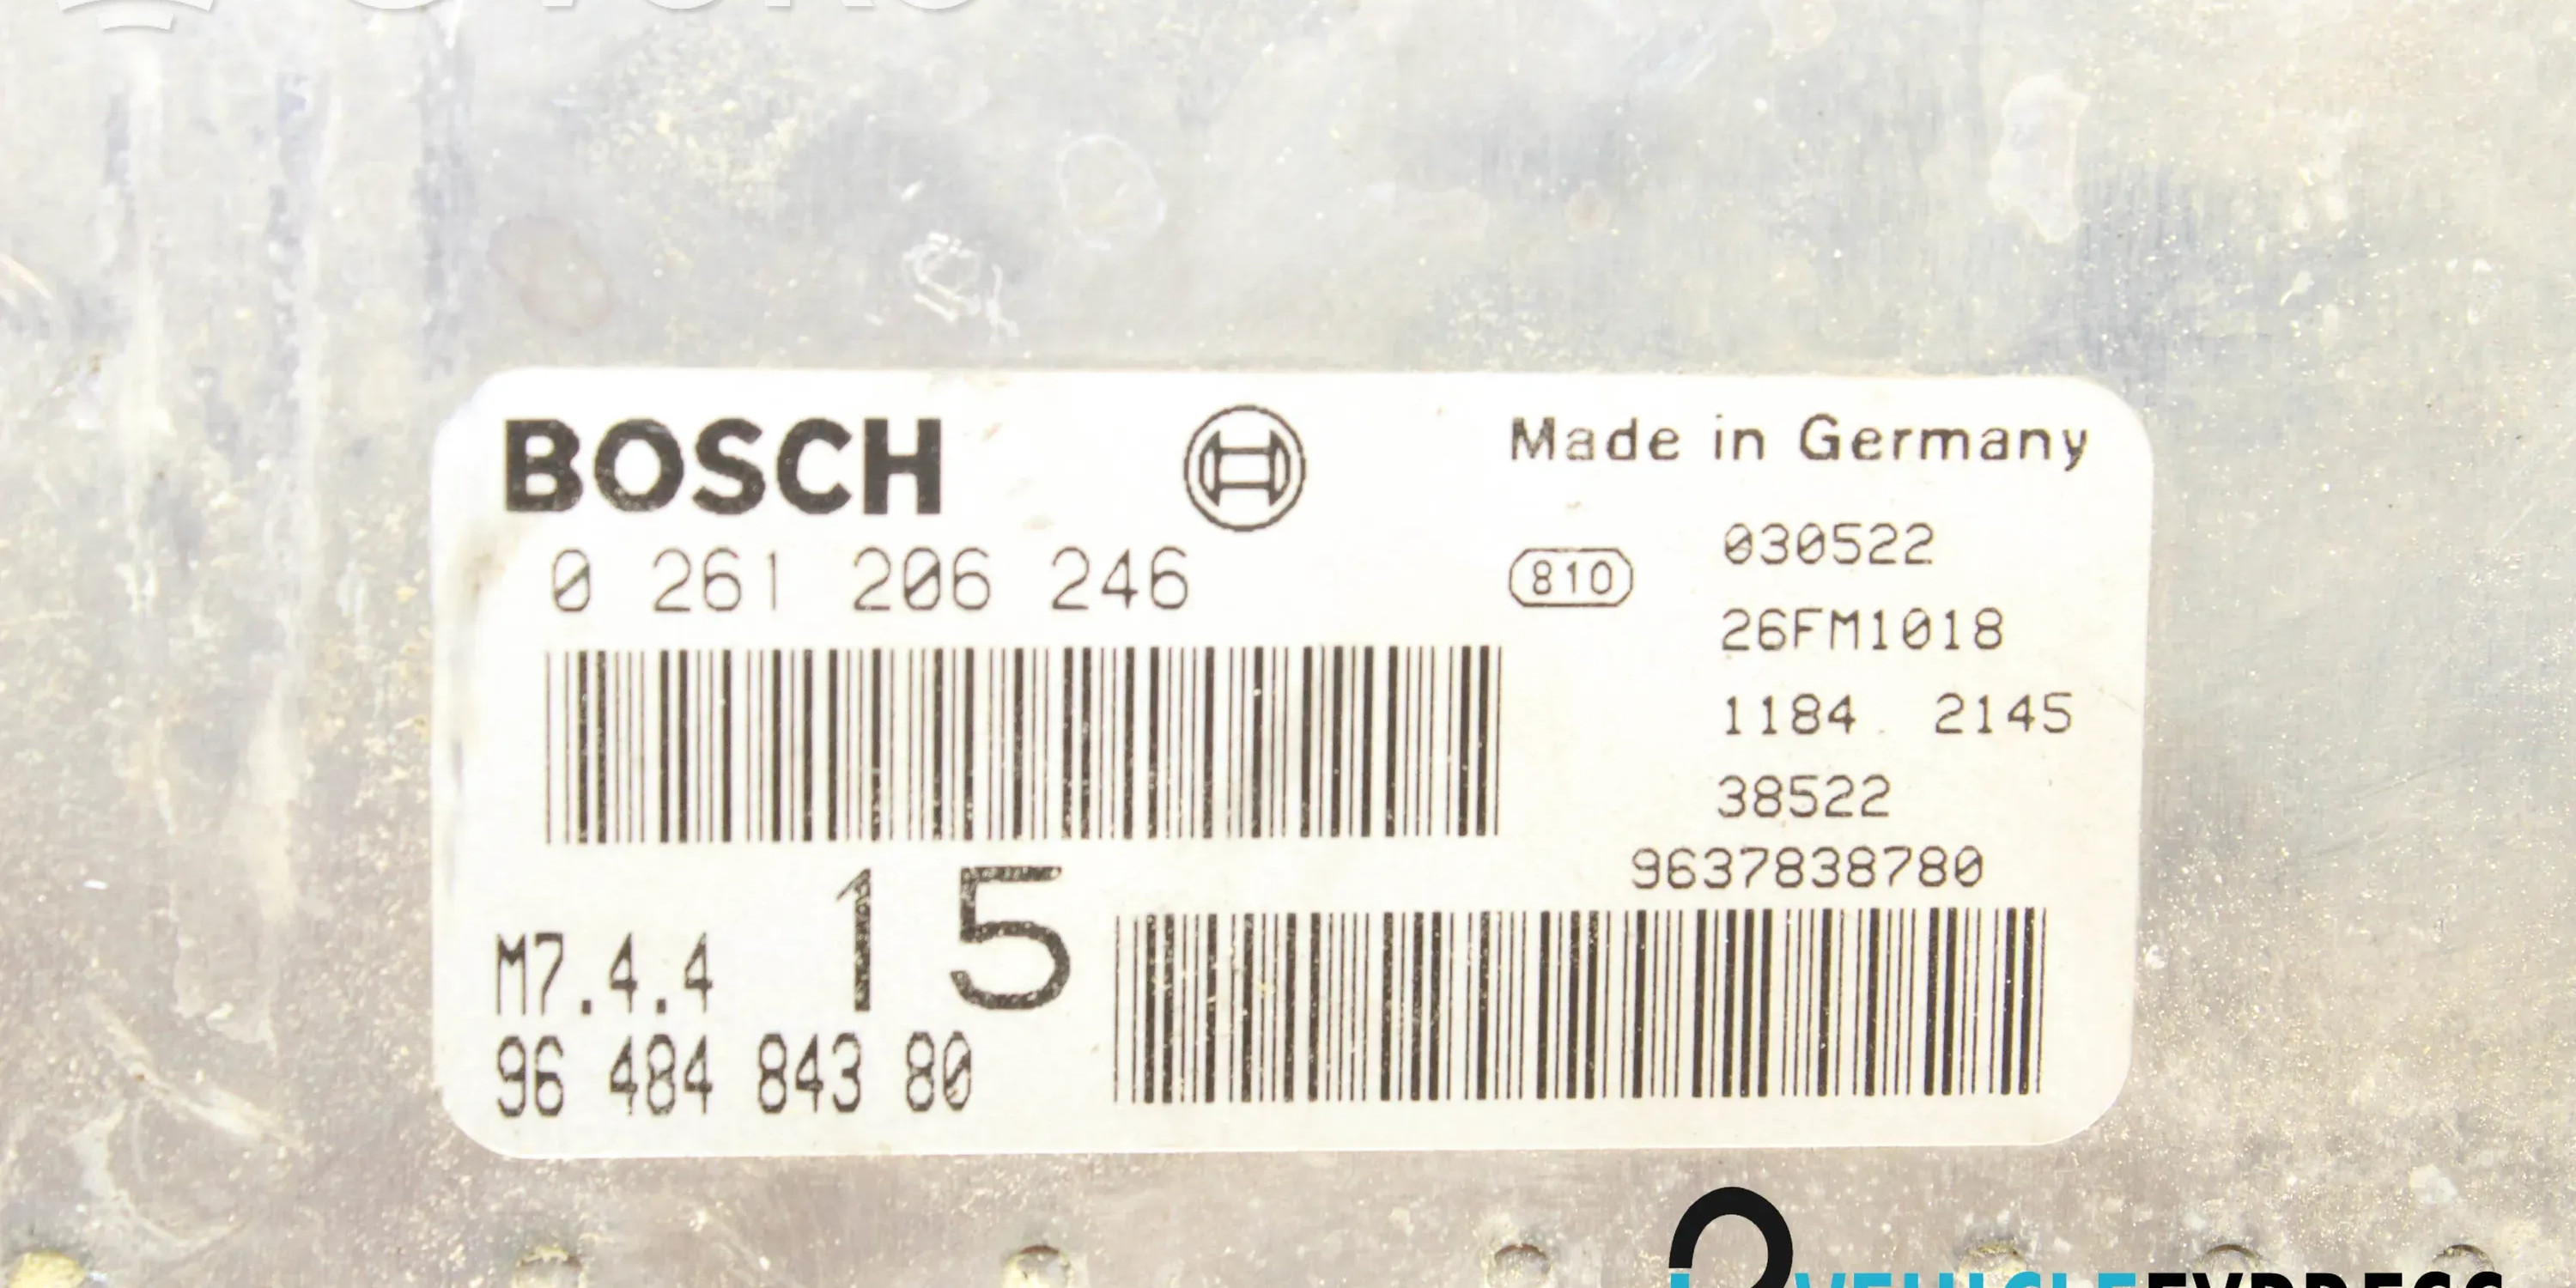 BOSCH
Made in Germany
0 261 206 246
810
030522
26FM1018
1184 2145
38522
9637838780
15
M7.4.4
96 484 843 80
VEHICLEEXPRESS